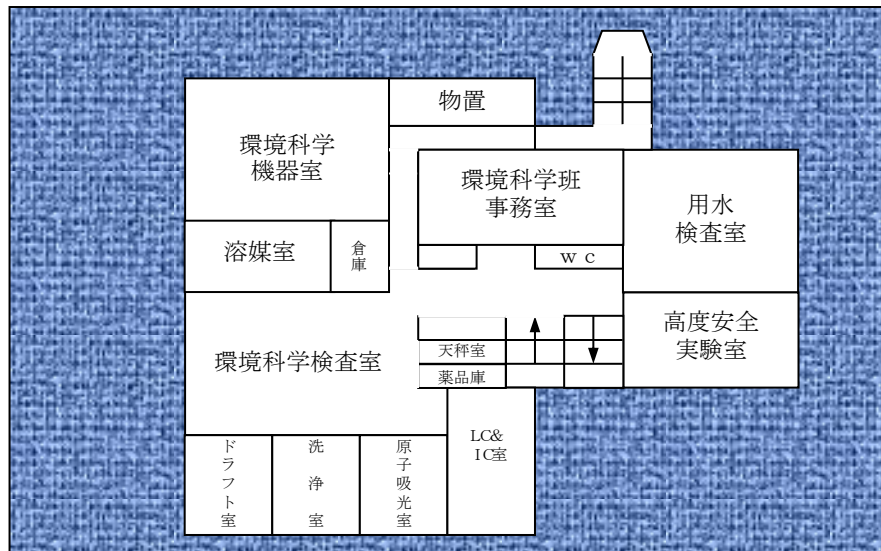 物置
環境科学
機器室
環境科学班
事務室
用水
検査室
溶媒室
倉庫
ＷＣ
高度安全
実験室
環境科学検査室
天秤室
薬品庫
LC&
IC室
ドラフト室
洗浄室
原子吸光室